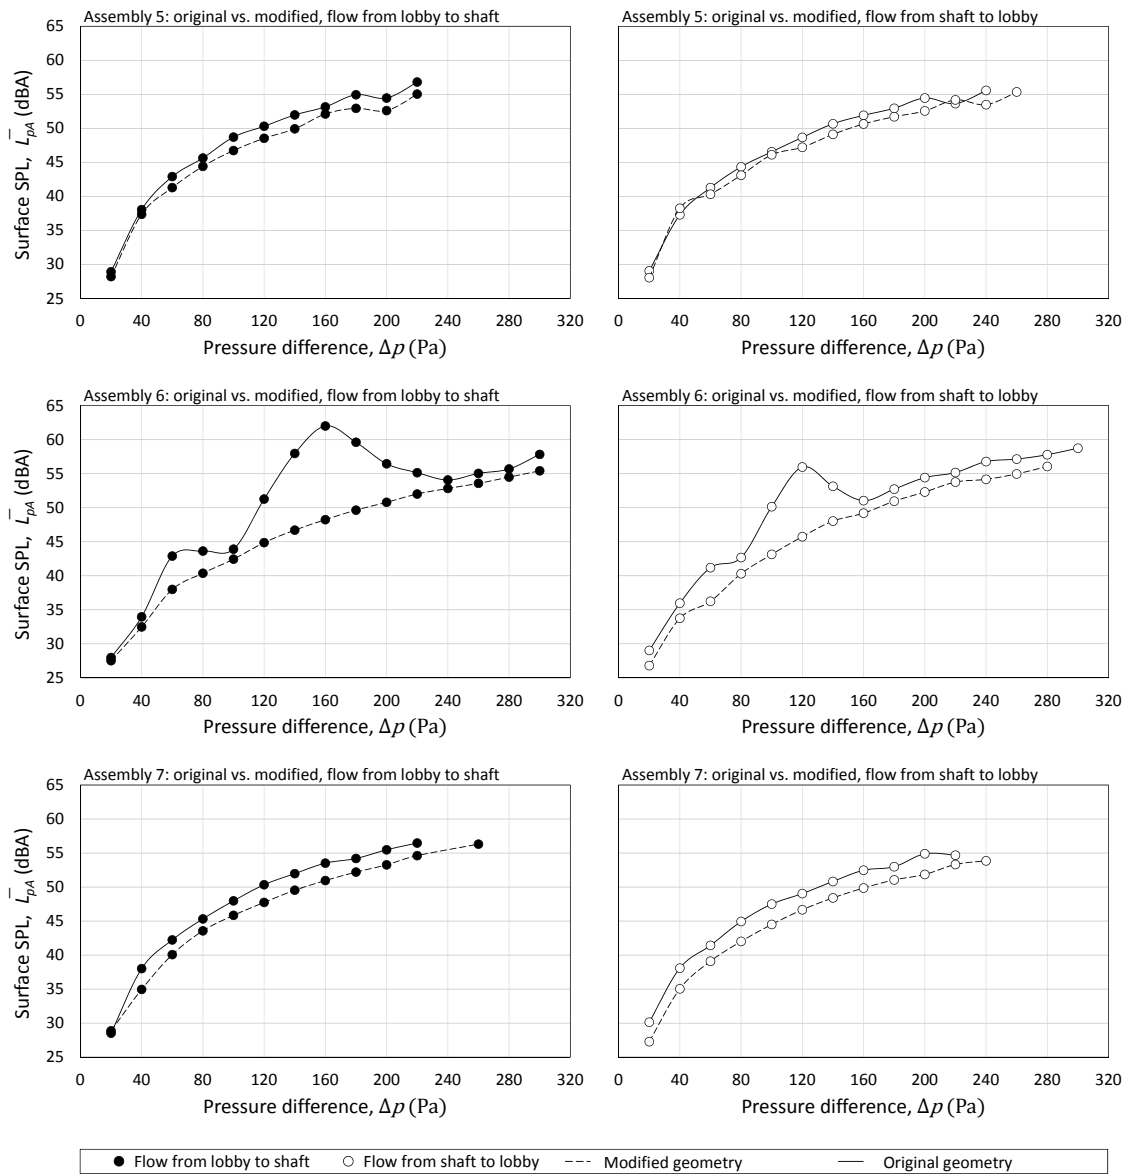 Assembly 5: original vs. modified, flow from lobby to shaft
65
60
55
50
45
40
35
30
25
Surface SPL, L̅pA (dBA)
0 40 80 120 160 200 240 280 320
Pressure difference, Δp (Pa)
Assembly 5: original vs. modified, flow from shaft to lobby
0 40 80 120 160 200 240 280 320
Pressure difference, Δp (Pa)
Assembly 6: original vs. modified, flow from lobby to shaft
65
60
55
50
45
40
35
30
25
Surface SPL, L̅pA (dBA)
0 40 80 120 160 200 240 280 320
Pressure difference, Δp (Pa)
Assembly 6: original vs. modified, flow from shaft to lobby
0 40 80 120 160 200 240 280 320
Pressure difference, Δp (Pa)
Assembly 7: original vs. modified, flow from lobby to shaft
65
60
55
50
45
40
35
30
25
Surface SPL, L̅pA (dBA)
0 40 80 120 160 200 240 280 320
Pressure difference, Δp (Pa)
Assembly 7: original vs. modified, flow from shaft to lobby
0 40 80 120 160 200 240 280 320
Pressure difference, Δp (Pa)
Flow from lobby to shaft Flow from shaft to lobby Modified geometry Original geometry